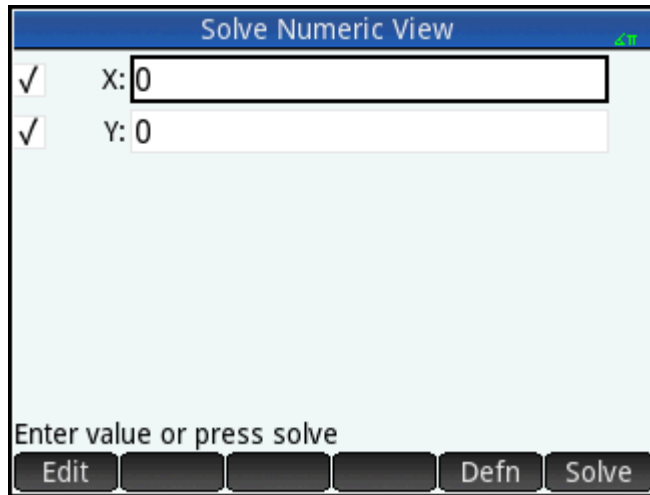 Solve Numeric View
∡π
√ X: 0
√ Y: 0
Enter value or press solve
Edit Defn Solve